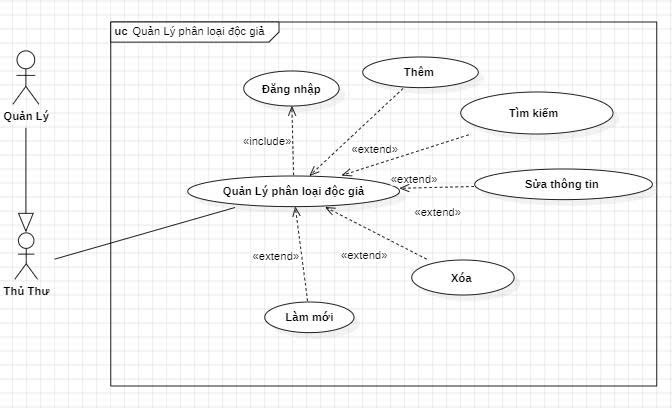 uc Quản Lý phân loại độc giả
Thêm
Đăng nhập
Tìm kiếm
Quản Lý
«include»
«extend»
«extend»
Sửa thông tin
Quản Lý phân loại độc giả
«extend»
Thủ Thư
«extend»
«extend»
Xóa
Làm mới